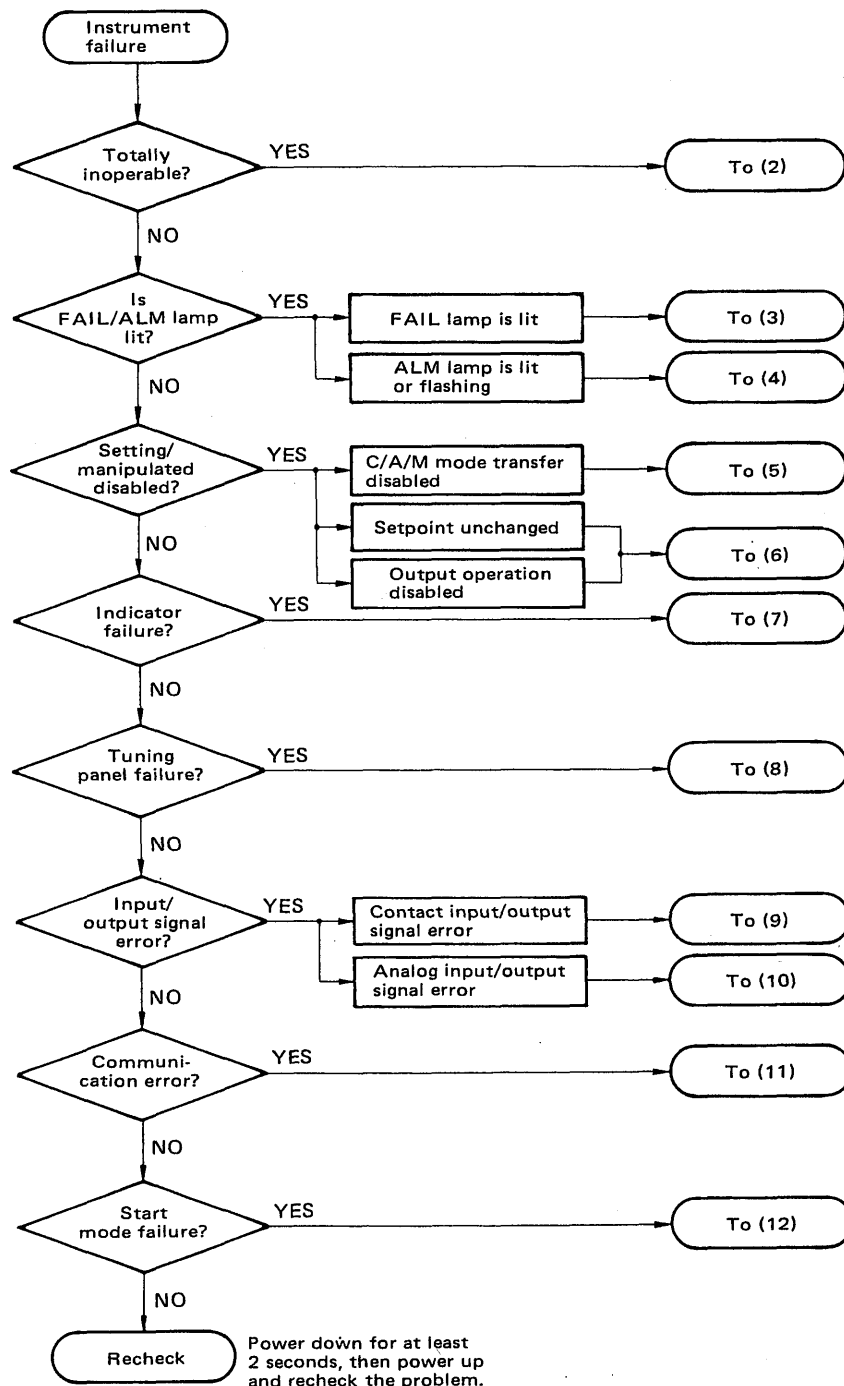 Instrument
failure
Totally
inoperable?
YES
To (2)
NO
Is
FAIL/ALM lamp
lit?
YES
FAIL lamp is lit
To (3)
ALM lamp is lit
or flashing
To (4)
NO
Setting/
manipulated
disabled?
YES
C/A/M mode transfer
disabled
To (5)
Setpoint unchanged
Output operation
disabled
To (6)
NO
Indicator
failure?
YES
To (7)
NO
Tuning
panel failure?
YES
To (8)
NO
Input/
output signal
error?
YES
Contact input/output
signal error
To (9)
Analog input/output
signal error
To (10)
NO
Communi-
cation error?
YES
To (11)
NO
Start
mode failure?
YES
To (12)
NO
Recheck
Power down for at least
2 seconds, then power up
and recheck the problem.